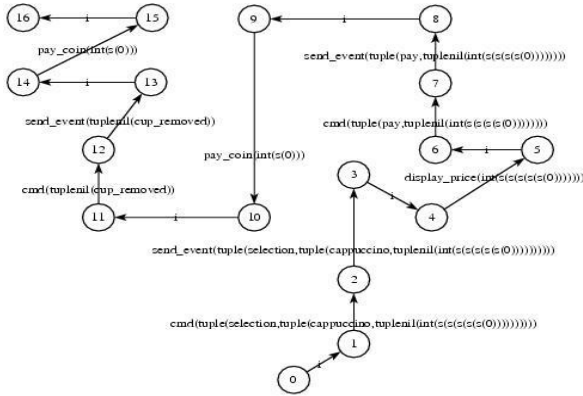 16 i 15 9 i 8
pay_coin(int(s(0)))
send_event(tuple(pay,tuplenil(int(s(s(s(s(0))))))))
14 i 13 7
send_event(tuplenil(cup_removed))
cmd(tuple(pay,tuplenil(int(s(s(s(s(0))))))))
12 6 i 5
pay_coin(int(s(0)))
3 display_price(int(s(s(s(s(s(0)))))))
cmd(tuplenil(cup_removed))
i
11 i 10 4
send_event(tuple(selection,tuple(cappuccino,tuplenil(int(s(s(s(s(s(0))))))))))
2
cmd(tuple(selection,tuple(cappuccino,tuplenil(int(s(s(s(s(s(0))))))))))
1
i
0